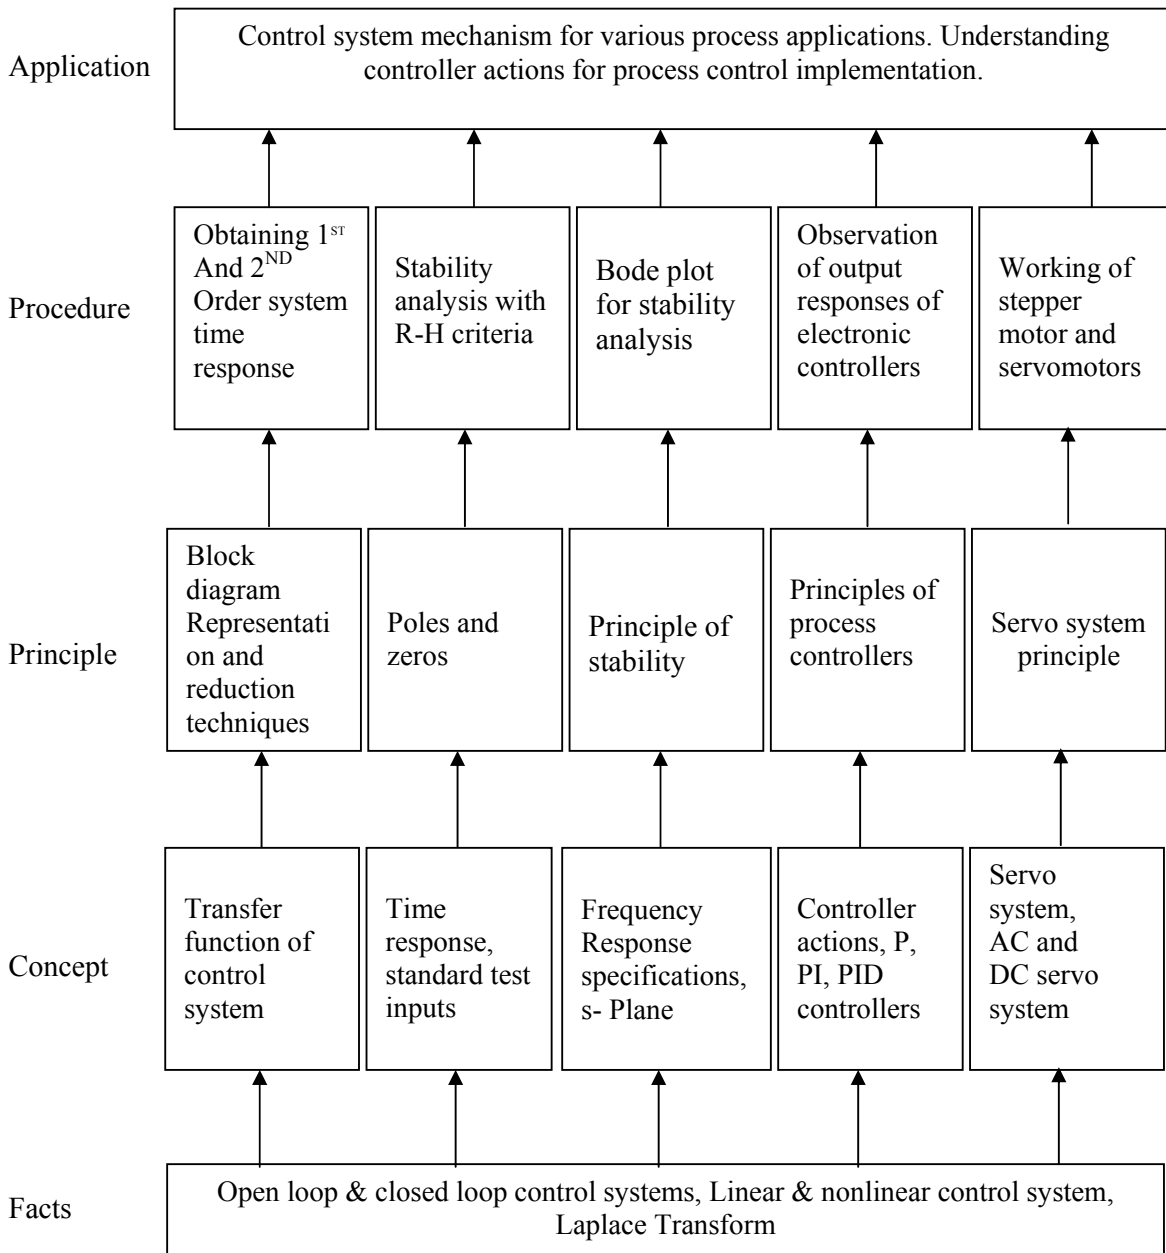 Application
Control system mechanism for various process applications. Understanding
controller actions for process control implementation.
Procedure
Obtaining 1ST
And 2ND
Order system
time
response
Stability
analysis with
R-H criteria
Bode plot
for stability
analysis
Observation
of output
responses of
electronic
controllers
Working of
stepper
motor and
servomotors
Principle
Block
diagram
Representati
on and
reduction
techniques
Poles and
zeros
Principle of
stability
Principles of
process
controllers
Servo system
principle
Concept
Transfer
function of
control
system
Time
response,
standard test
inputs
Frequency
Response
specifications,
s- Plane
Controller
actions, P,
PI, PID
controllers
Servo
system,
AC and
DC servo
system
Facts
Open loop & closed loop control systems, Linear & nonlinear control system,
Laplace Transform